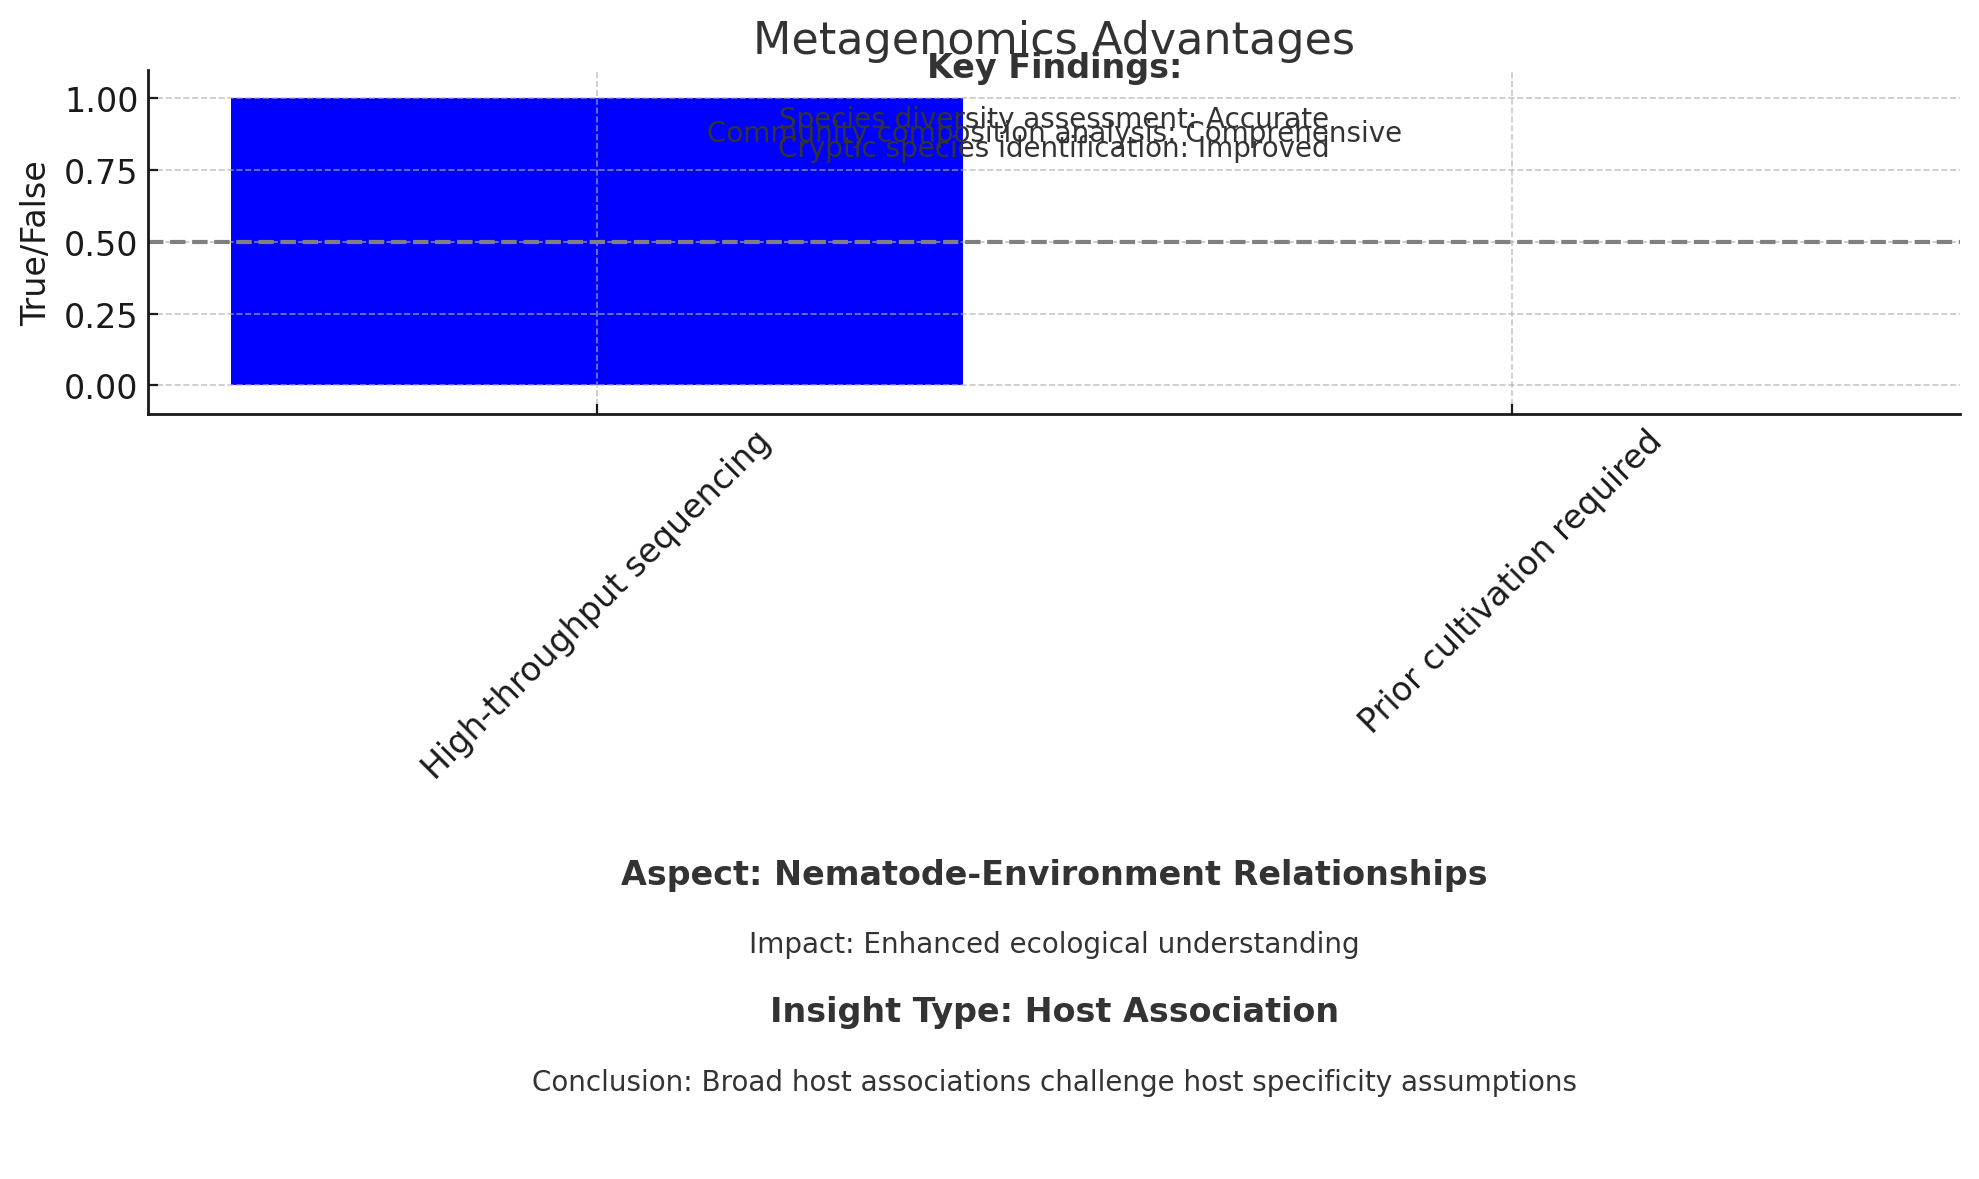 Metagenomics Advantages
Key Findings:
Species diversity assessment: Accurate
Community composition analysis: Comprehensive
Cryptic species identification: Improved
True/False
1.00
0.75
0.50
0.25
0.00
High-throughput sequencing
Prior cultivation required
Aspect: Nematode-Environment Relationships
Impact: Enhanced ecological understanding
Insight Type: Host Association
Conclusion: Broad host associations challenge host specificity assumptions